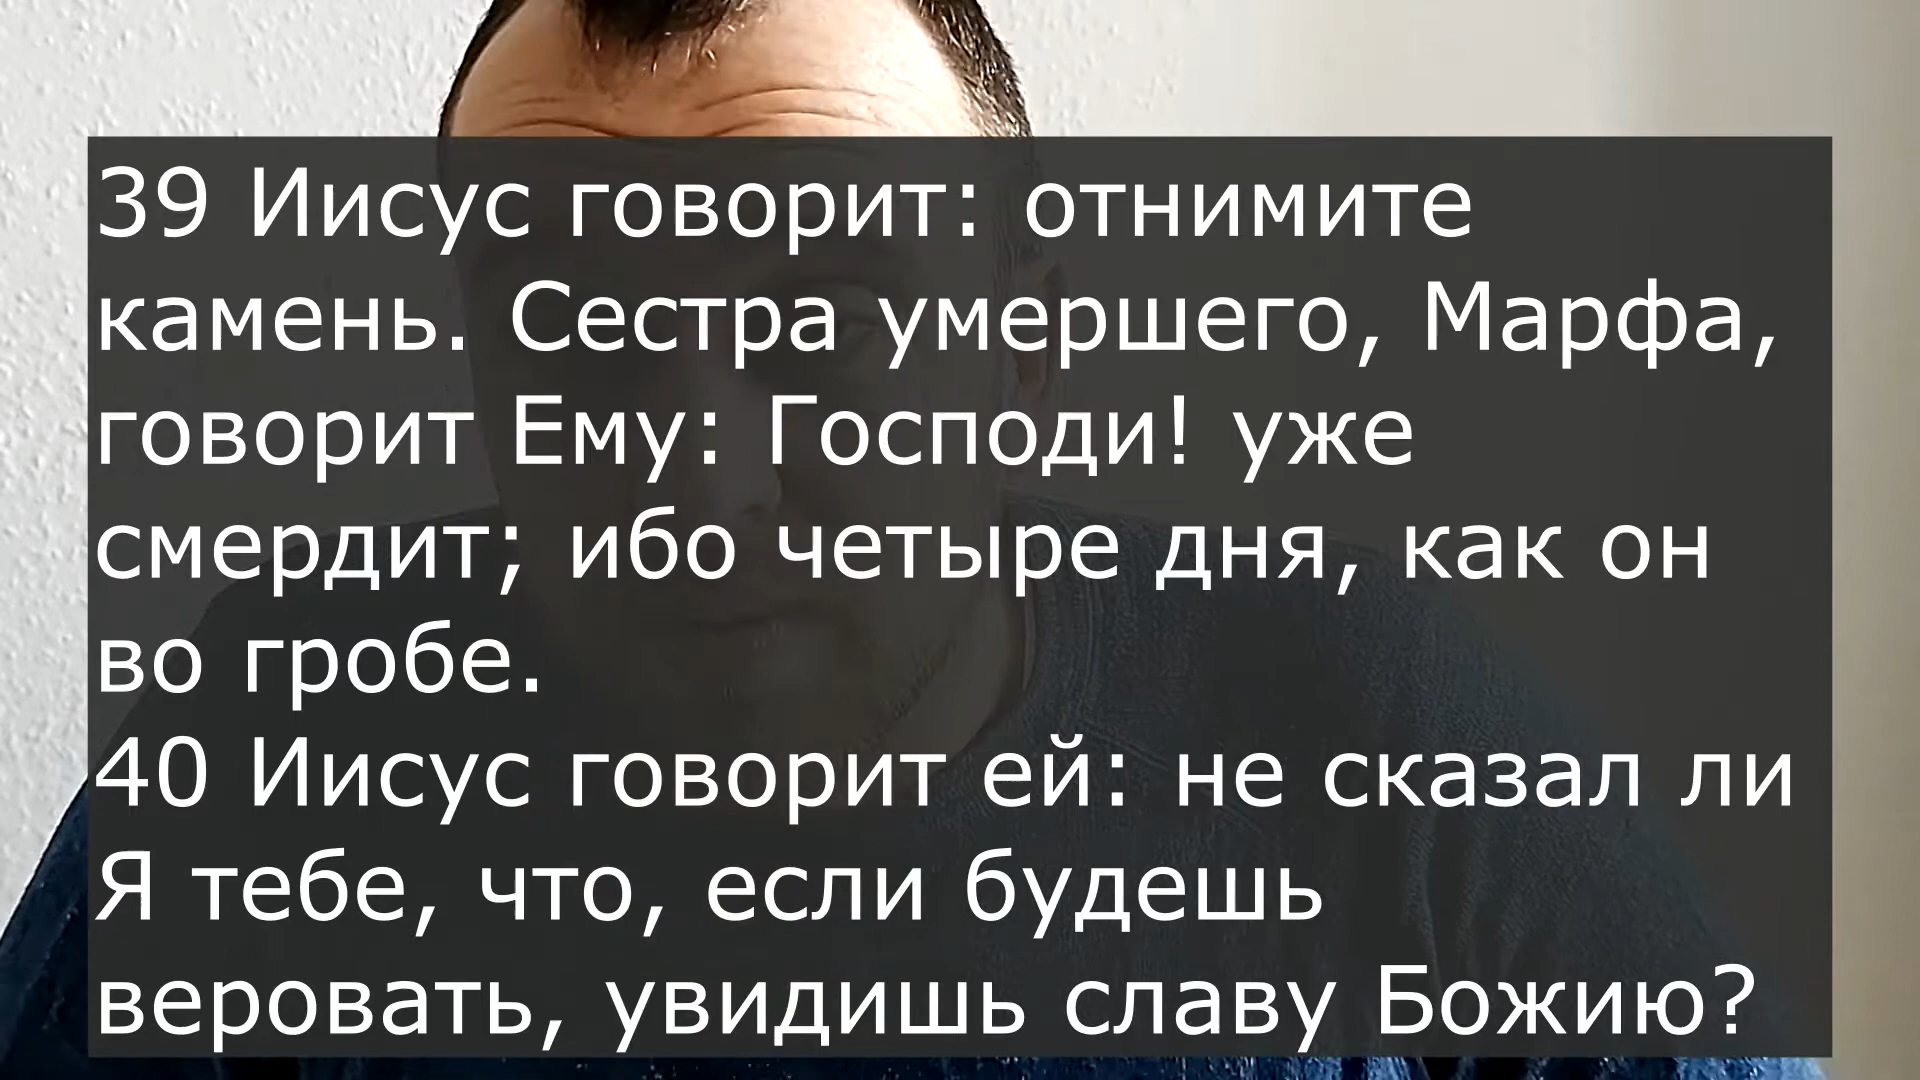 39 Иисус говорит: отнимите
камень. Сестра умершего, Марфа,
говорит Ему: Господи! уже
смердит; ибо четыре дня, как он
во гробе.
40 Иисус говорит ей: не сказал ли
Я тебе, что, если будешь
веровать, увидишь славу Божию?